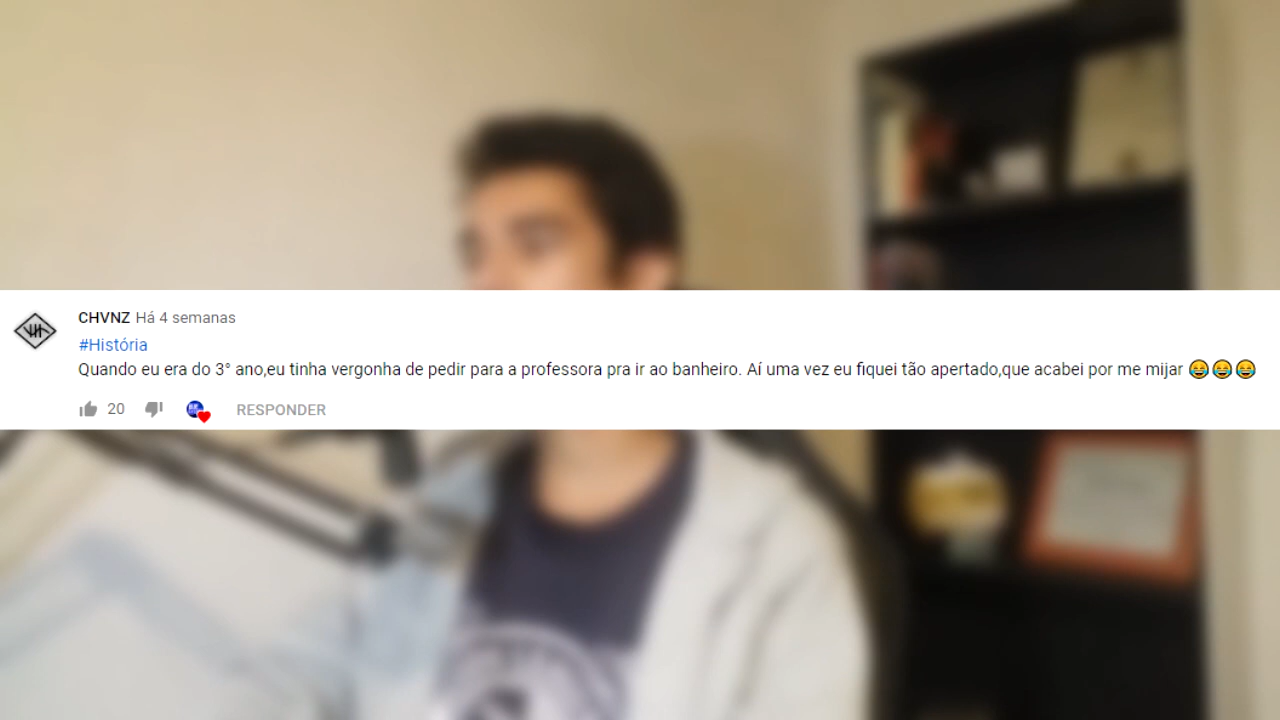 CHVNZ Há 4 semanas
#História
Quando eu era do 3° ano,eu tinha vergonha de pedir para a professora pra ir ao banheiro. Aí uma vez eu fiquei tão apertado,que acabei por me mijar 😂😂😂
20 RESPONDER